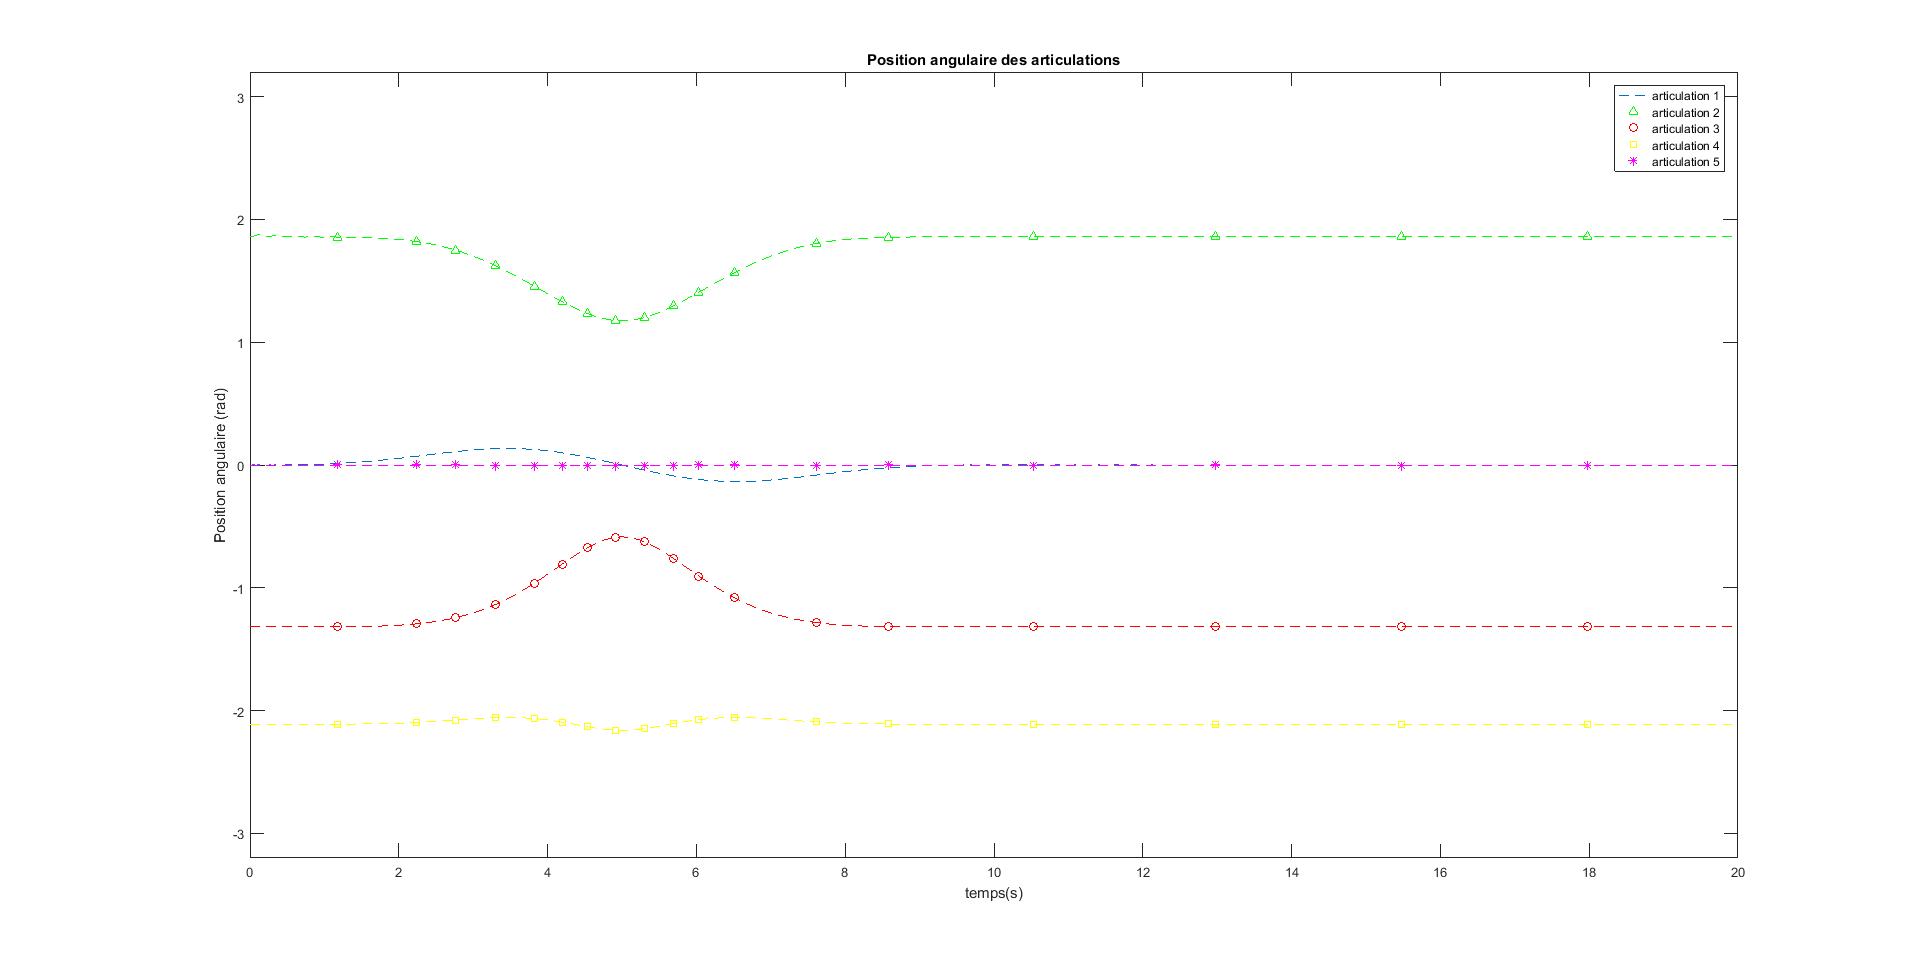 Position angulaire des articulations
articulation 1
articulation 2
articulation 3
articulation 4
articulation 5
3
2
1
0
-1
-2
-3
Position angulaire (rad)
0 2 4 6 8 10 12 14 16 18 20
temps(s)